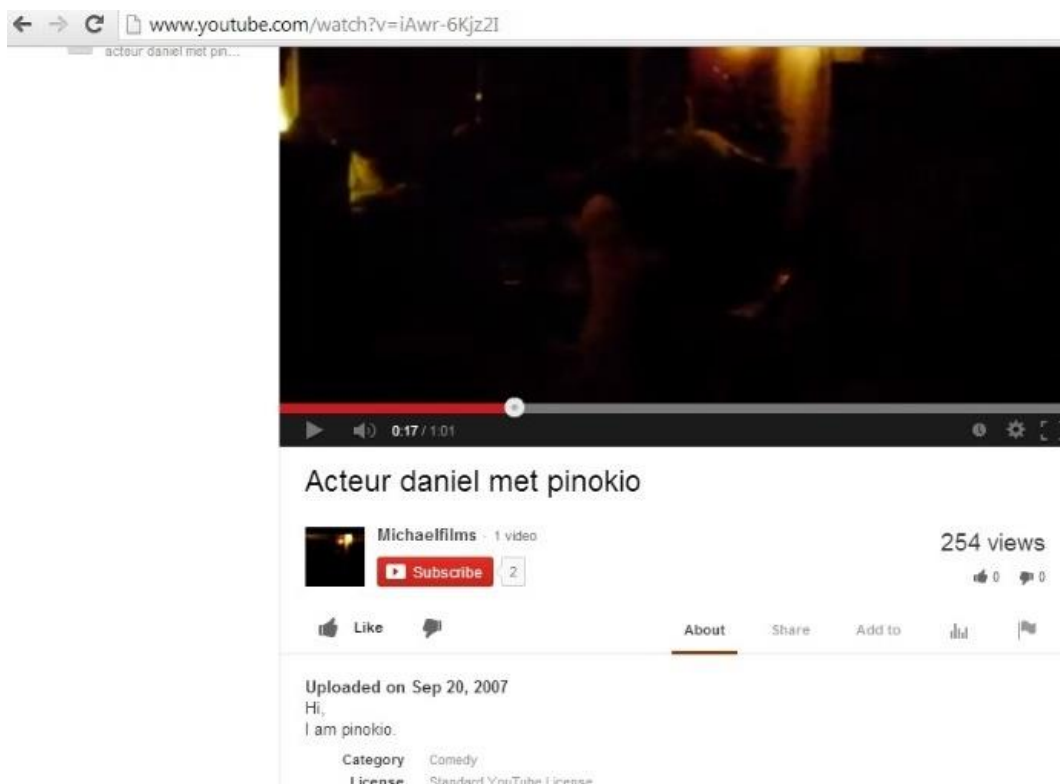 www.youtube.com/watch?v=iAwr-6Kjz2I
acteur daniel met pin...
0:17 / 1:01
Acteur daniel met pinokio
Michaelfilms · 1 video
254 views
Subscribe 2
0 0
Like
About Share Add to
Uploaded on Sep 20, 2007
Hi,
I am pinokio.
Category Comedy
License Standard YouTube License